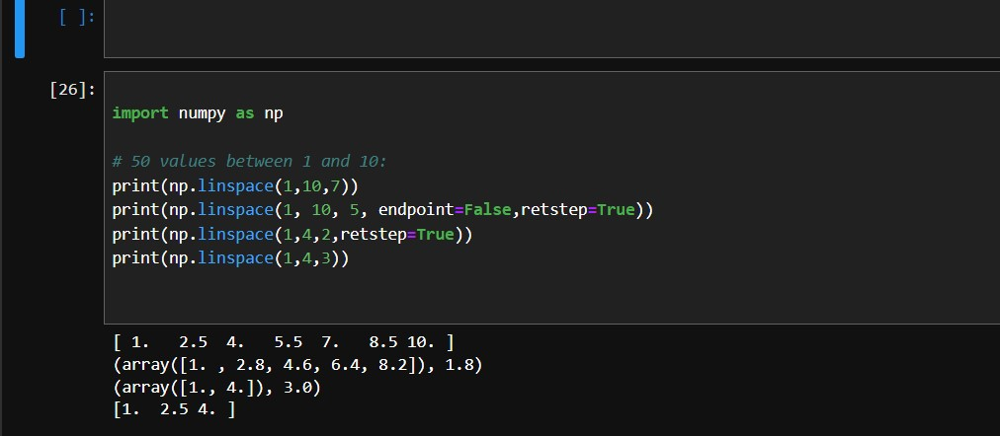 [ ]:
[26]:
import numpy as np
# 50 values between 1 and 10:
print(np.linspace(1,10,7))
print(np.linspace(1, 10, 5, endpoint=False,retstep=True))
print(np.linspace(1,4,2,retstep=True))
print(np.linspace(1,4,3))
[ 1.   2.5  4.   5.5  7.   8.5 10. ]
(array([1. , 2.8, 4.6, 6.4, 8.2]), 1.8)
(array([1., 4.]), 3.0)
[1.  2.5 4. ]